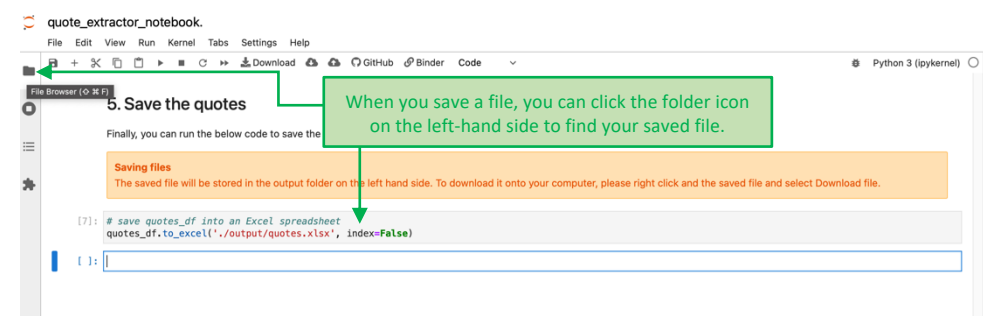 quote_extractor_notebook.
File Edit View Run Kernel Tabs Settings Help
Download GitHub Binder Code Python 3 (ipykernel)
File Browser (⇧ ⌘ F)
When you save a file, you can click the folder icon
on the left-hand side to find your saved file.
5. Save the quotes
Finally, you can run the below code to save the
Saving files
The saved file will be stored in the output folder on the left hand side. To download it onto your computer, please right click and the saved file and select Download file.
[7]: # save quotes_df into an Excel spreadsheet
quotes_df.to_excel('./output/quotes.xlsx', index=False)
[ ]: